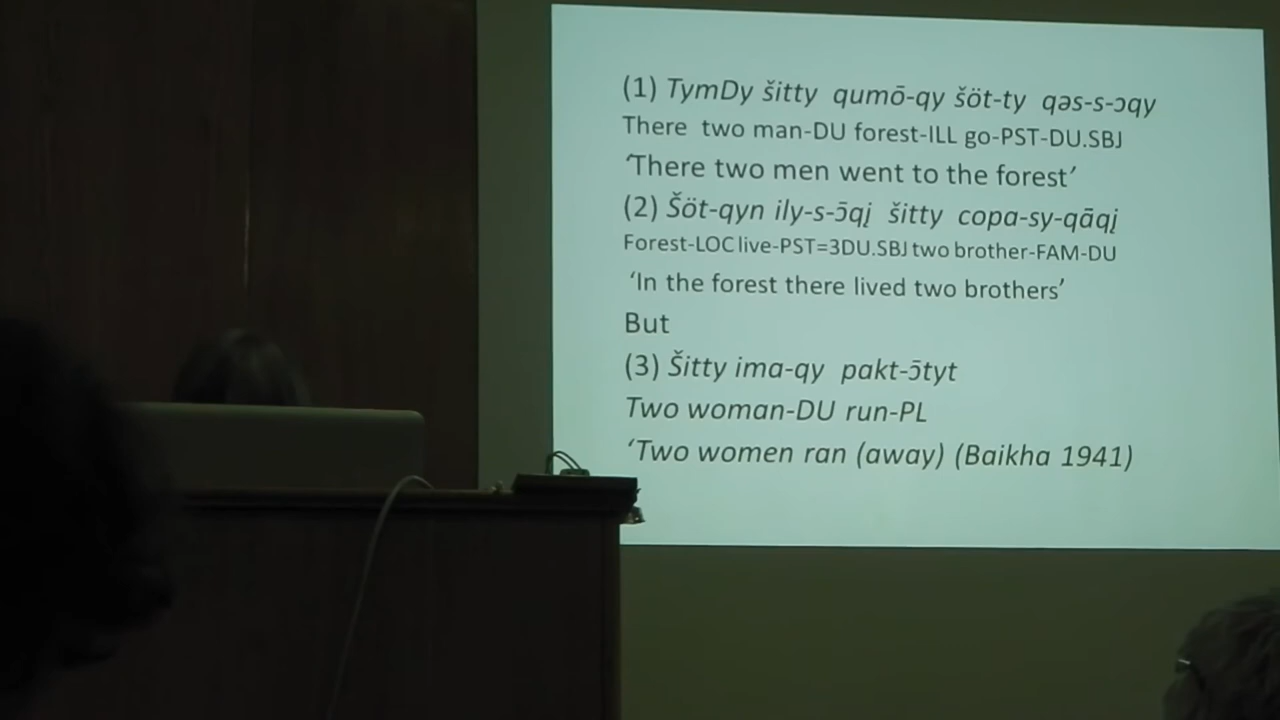 (1) TymDy šitty qumō-qy šöt-ty qəs-s-ɔqy
There two man-DU forest-ILL go-PST-DU.SBJ
‘There two men went to the forest’
(2) Šöt-qyn ily-s-ɔ̄qį šitty copa-sy-qāqį
Forest-LOC live-PST=3DU.SBJ two brother-FAM-DU
‘In the forest there lived two brothers’
But
(3) Šitty ima-qy pakt-ɔ̄tyt
Two woman-DU run-PL
‘Two women ran (away) (Baikha 1941)